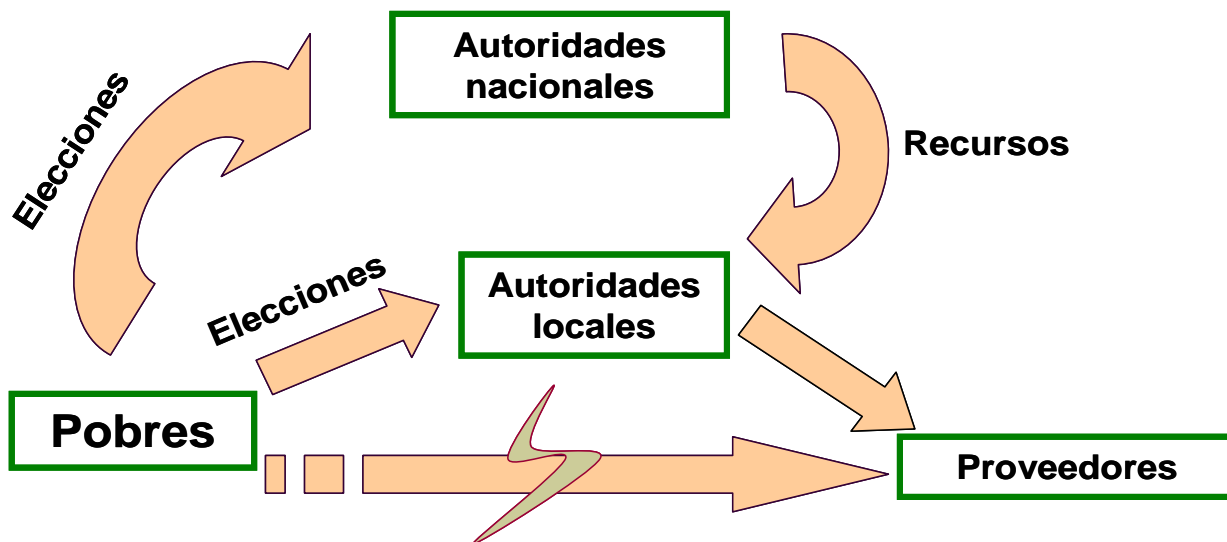 Autoridades
nacionales
Elecciones
Recursos
Elecciones
Autoridades
locales
Pobres
Proveedores